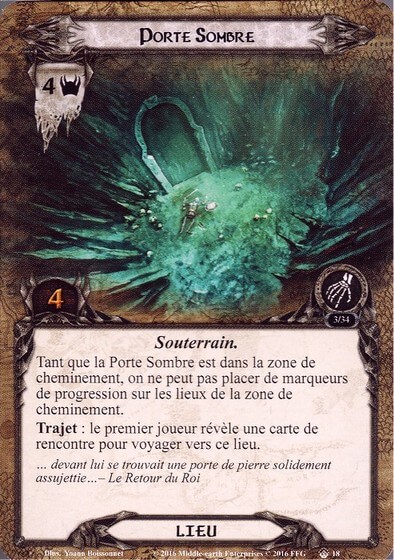 Porte Sombre
4
4
3/34
Souterrain.
Tant que la Porte Sombre est dans la zone de
cheminement, on ne peut pas placer de marqueurs
de progression sur les lieux de la zone de
cheminement.
Trajet : le premier joueur révèle une carte de
rencontre pour voyager vers ce lieu.
… devant lui se trouvait une porte de pierre solidement
assujettie…– Le Retour du Roi
Lieu
Illus. Yoann Boissonnet © 2016 Middle-earth Enterprises © 2016 FFG 18